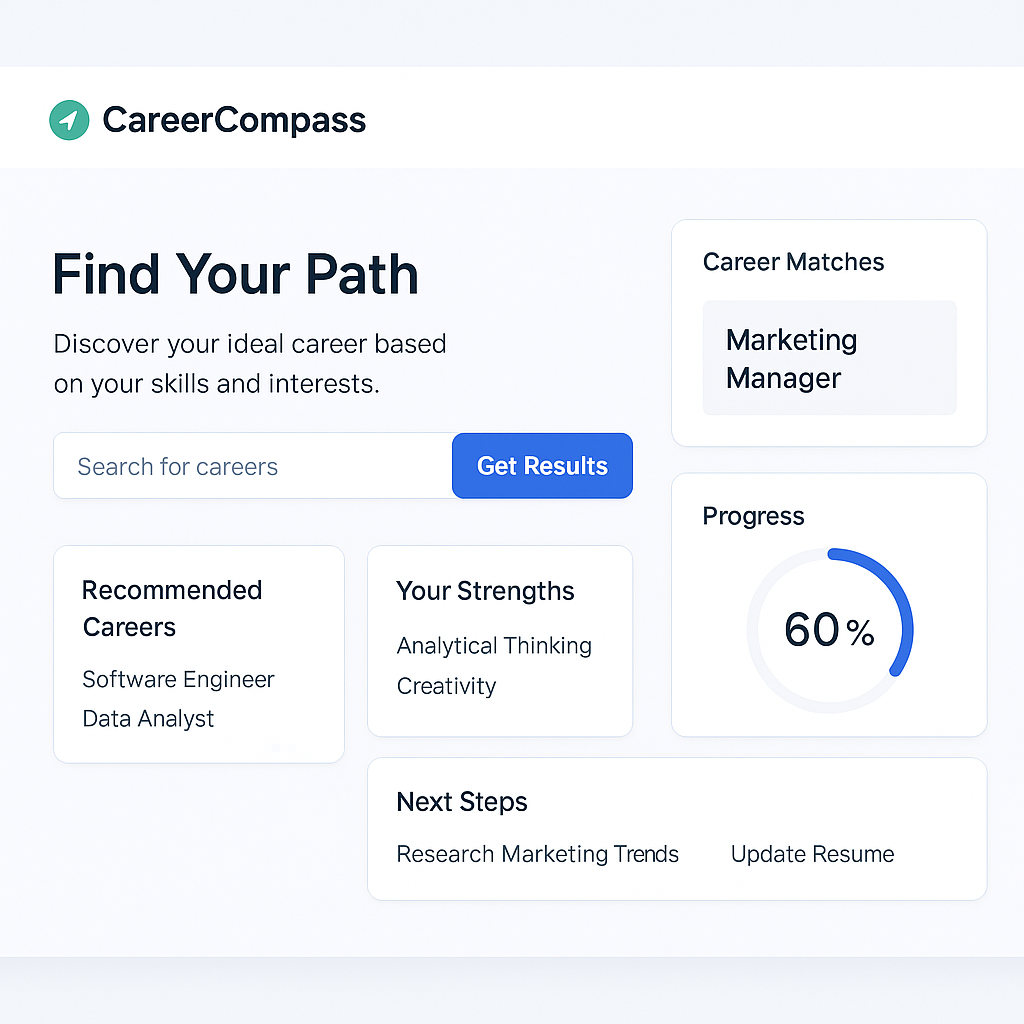 CareerCompass
Find Your Path
Discover your ideal career based
on your skills and interests.
Search for careers
Get Results
Recommended
Careers
Software Engineer
Data Analyst
Your Strengths
Analytical Thinking
Creativity
Career Matches
Marketing
Manager
Progress
60%
Next Steps
Research Marketing Trends
Update Resume